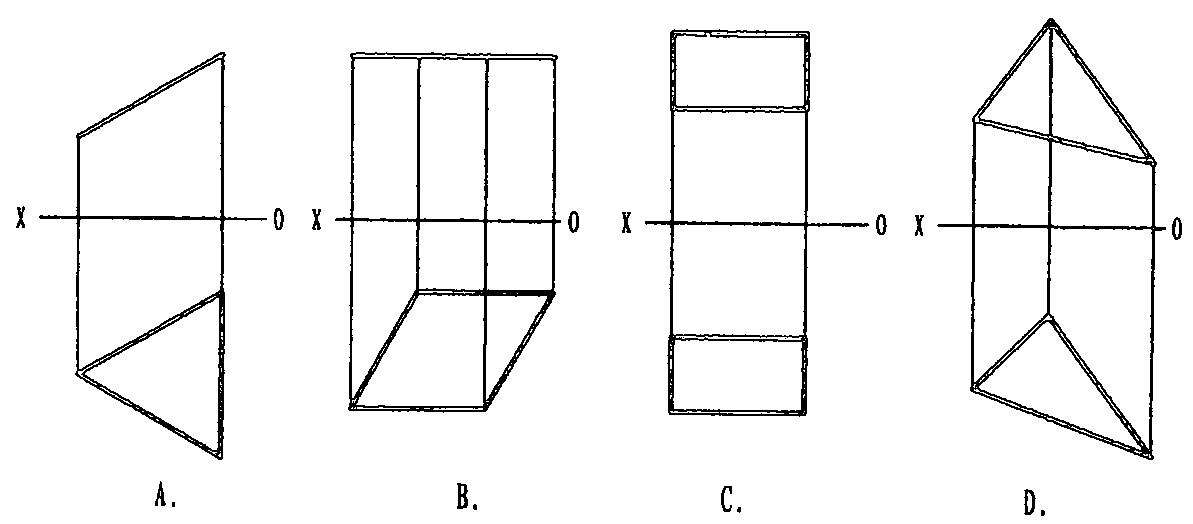 X O X O X O X O
A. B. C. D.